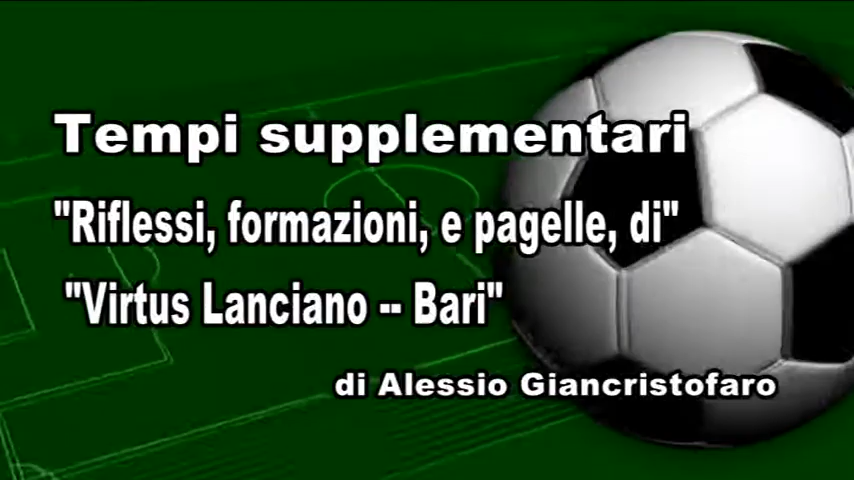 Tempi supplementari
"Riflessi, formazioni, e pagelle, di"
"Virtus Lanciano -- Bari"
di Alessio Giancristofaro